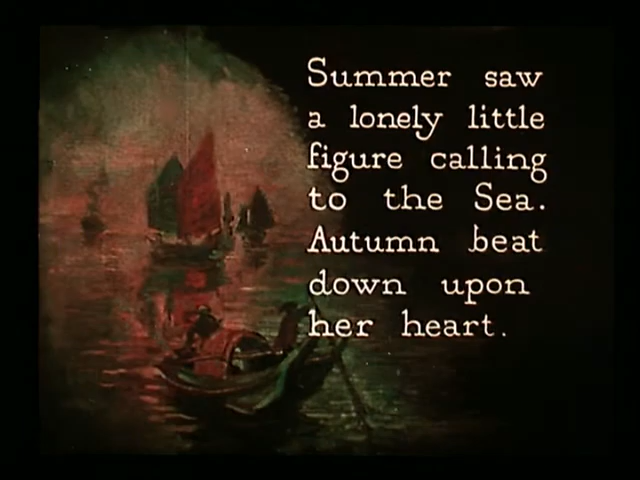 Summer saw
a lonely little
figure calling
to the Sea.
Autumn beat
down upon
her heart.